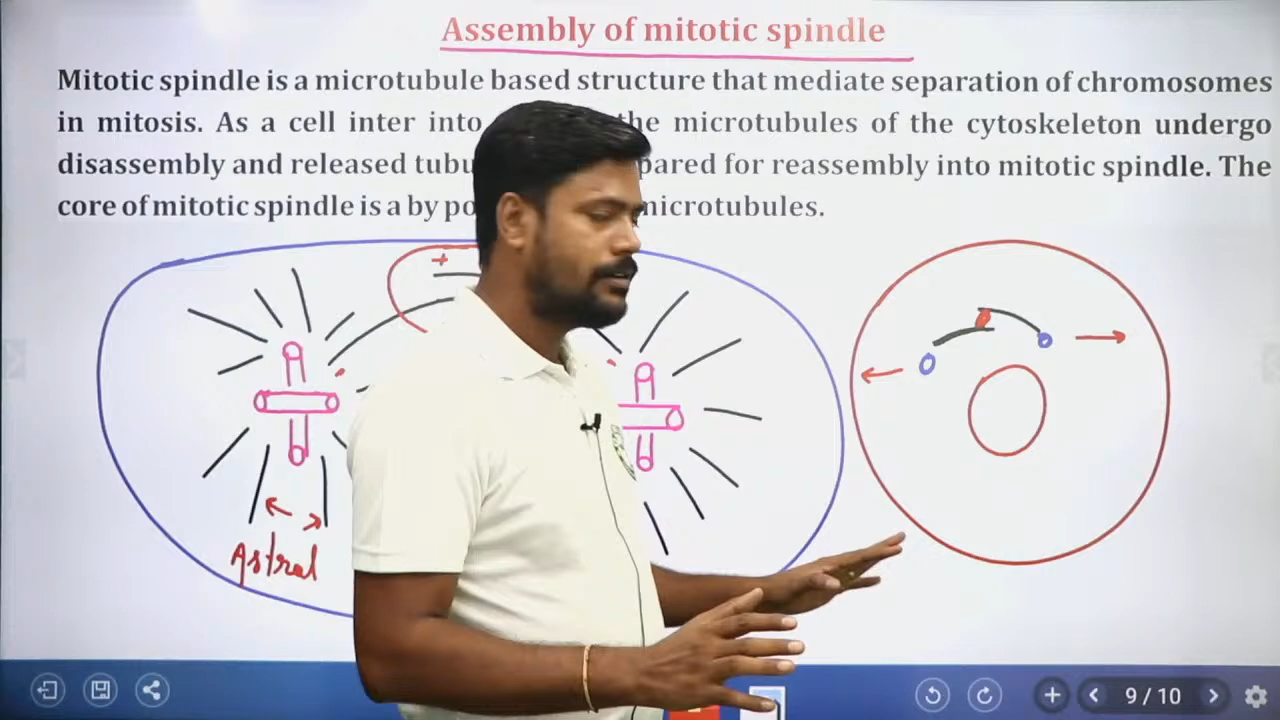 Assembly of mitotic spindle
Mitotic spindle is a microtubule based structure that mediate separation of chromosomes
in mitosis. As a cell inter into the microtubules of the cytoskeleton undergo
disassembly and released tubu pared for reassembly into mitotic spindle. The
core of mitotic spindle is a by po microtubules.
+
Astral
9 / 10